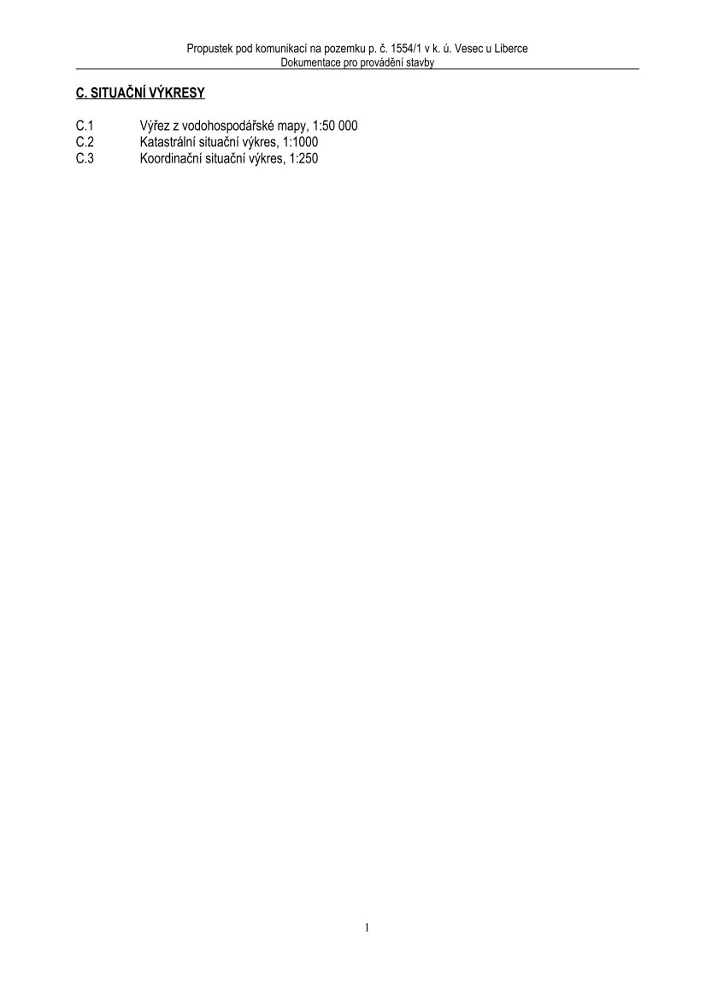 Propustek pod komunikací na pozemku p. č. 1554/1 v k. ú. Vesec u Liberce
Dokumentace pro provádění stavby
C. SITUAČNÍ VÝKRESY
C.1 Výřez z vodohospodářské mapy, 1:50 000
C.2 Katastrální situační výkres, 1:1000
C.3 Koordinační situační výkres, 1:250
1